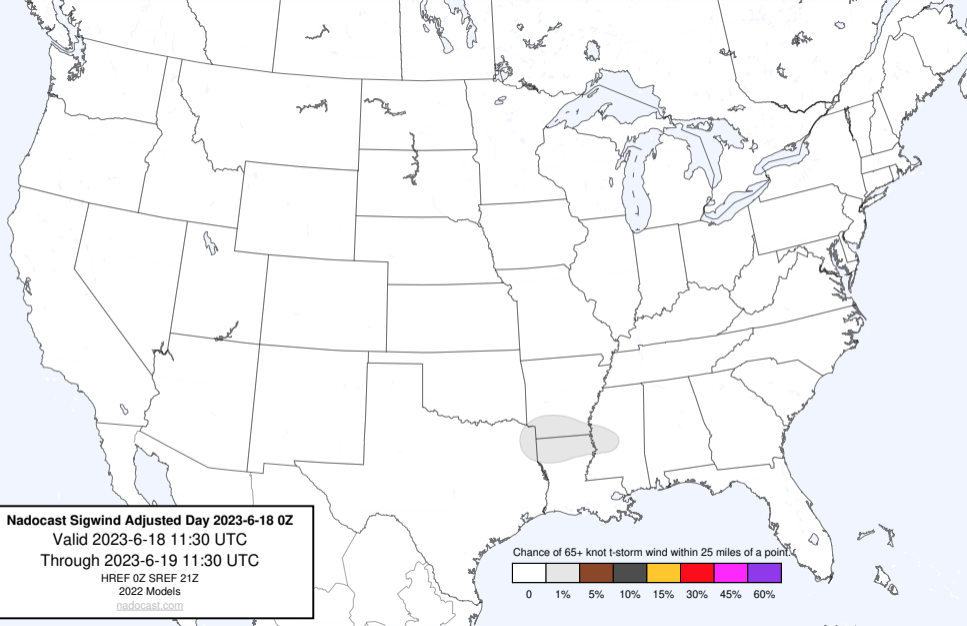 Nadocast Sigwind Adjusted Day 2023-6-18 0Z
Valid 2023-6-18 11:30 UTC
Through 2023-6-19 11:30 UTC
HREF 0Z SREF 21Z
2022 Models
nadocast.com
Chance of 65+ knot t-storm wind within 25 miles of a point.
0 1% 5% 10% 15% 30% 45% 60%